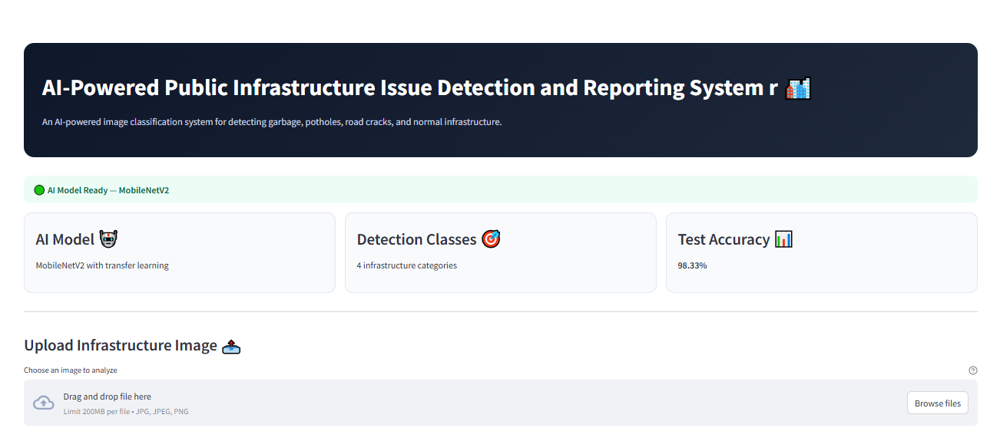 AI-Powered Public Infrastructure Issue Detection and Reporting System r
An AI-powered image classification system for detecting garbage, potholes, road cracks, and normal infrastructure.
AI Model Ready — MobileNetV2
AI Model
MobileNetV2 with transfer learning
Detection Classes
4 infrastructure categories
Test Accuracy
98.33%
Upload Infrastructure Image
Choose an image to analyze
Drag and drop file here
Limit 200MB per file • JPG, JPEG, PNG
Browse files